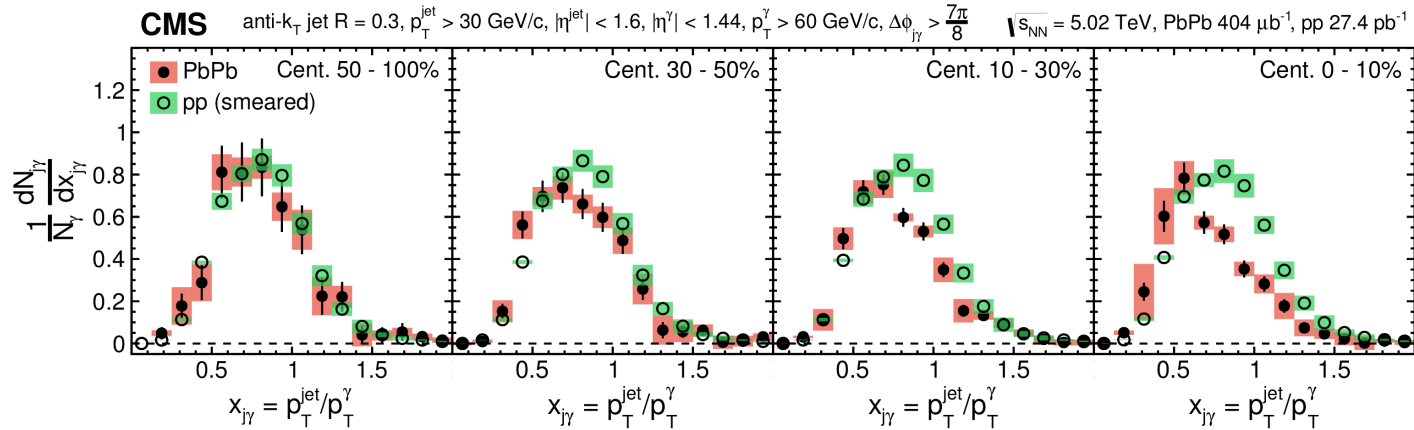 CMS anti-k_T jet R = 0.3, p_T^jet > 30 GeV/c, |η^jet| < 1.6, |η^γ| < 1.44, p_T^γ > 60 GeV/c, Δφ_jγ > 7π/8 √s_NN = 5.02 TeV, PbPb 404 μb⁻¹, pp 27.4 pb⁻¹
PbPb
pp (smeared)
Cent. 50 - 100%
Cent. 30 - 50%
Cent. 10 - 30%
Cent. 0 - 10%
1/N_γ dN_jγ/dx_jγ
1.2
1
0.8
0.6
0.4
0.2
0
0.5 1 1.5
0.5 1 1.5
0.5 1 1.5
0.5 1 1.5
x_jγ = p_T^jet/p_T^γ
x_jγ = p_T^jet/p_T^γ
x_jγ = p_T^jet/p_T^γ
x_jγ = p_T^jet/p_T^γ